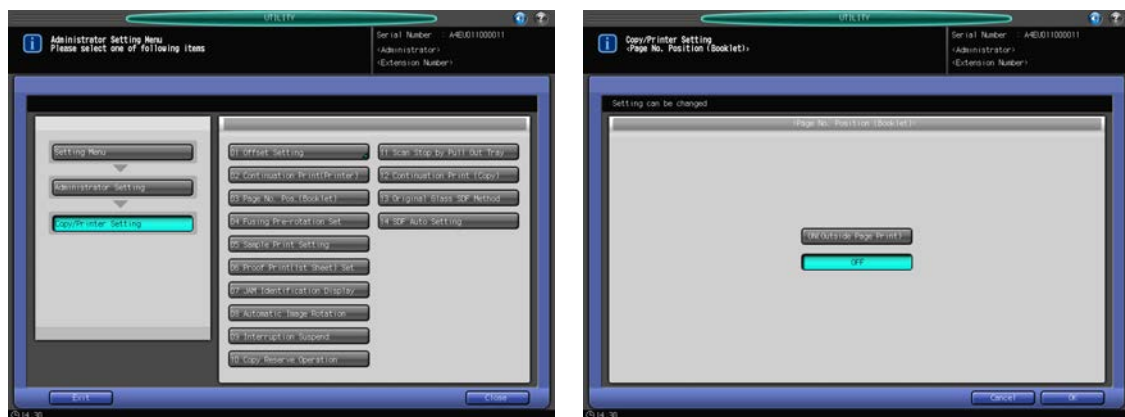 UTILITY
Administrator Setting Menu
Please select one of following items
Serial Number : A4EU011000011
<Administrator>
<Extension Number>
Setting Menu
Administrator Setting
Copy/Printer Setting
01 Offset Setting
02 Continuation Print(Printer)
03 Page No. Pos.(Booklet)
04 Fusing Pre-rotation Set
05 Sample Print Setting
06 Proof Print(1st Sheet) Set
07 JAM Identification Display
08 Automatic Image Rotation
09 Interruption Suspend
10 Copy Reserve Operation
11 Scan Stop by Pull Out Tray
12 Continuation Print (Copy)
13 Original Glass SDF Method
14 SDF Auto Setting
Exit
Close
14:30
UTILITY
Copy/Printer Setting
<Page No. Position (Booklet)>
Serial Number : A4EU011000011
<Administrator>
<Extension Number>
Setting can be changed
<Page No. Position (Booklet)>
ON(Outside Page Print)
OFF
Cancel
OK
14:30